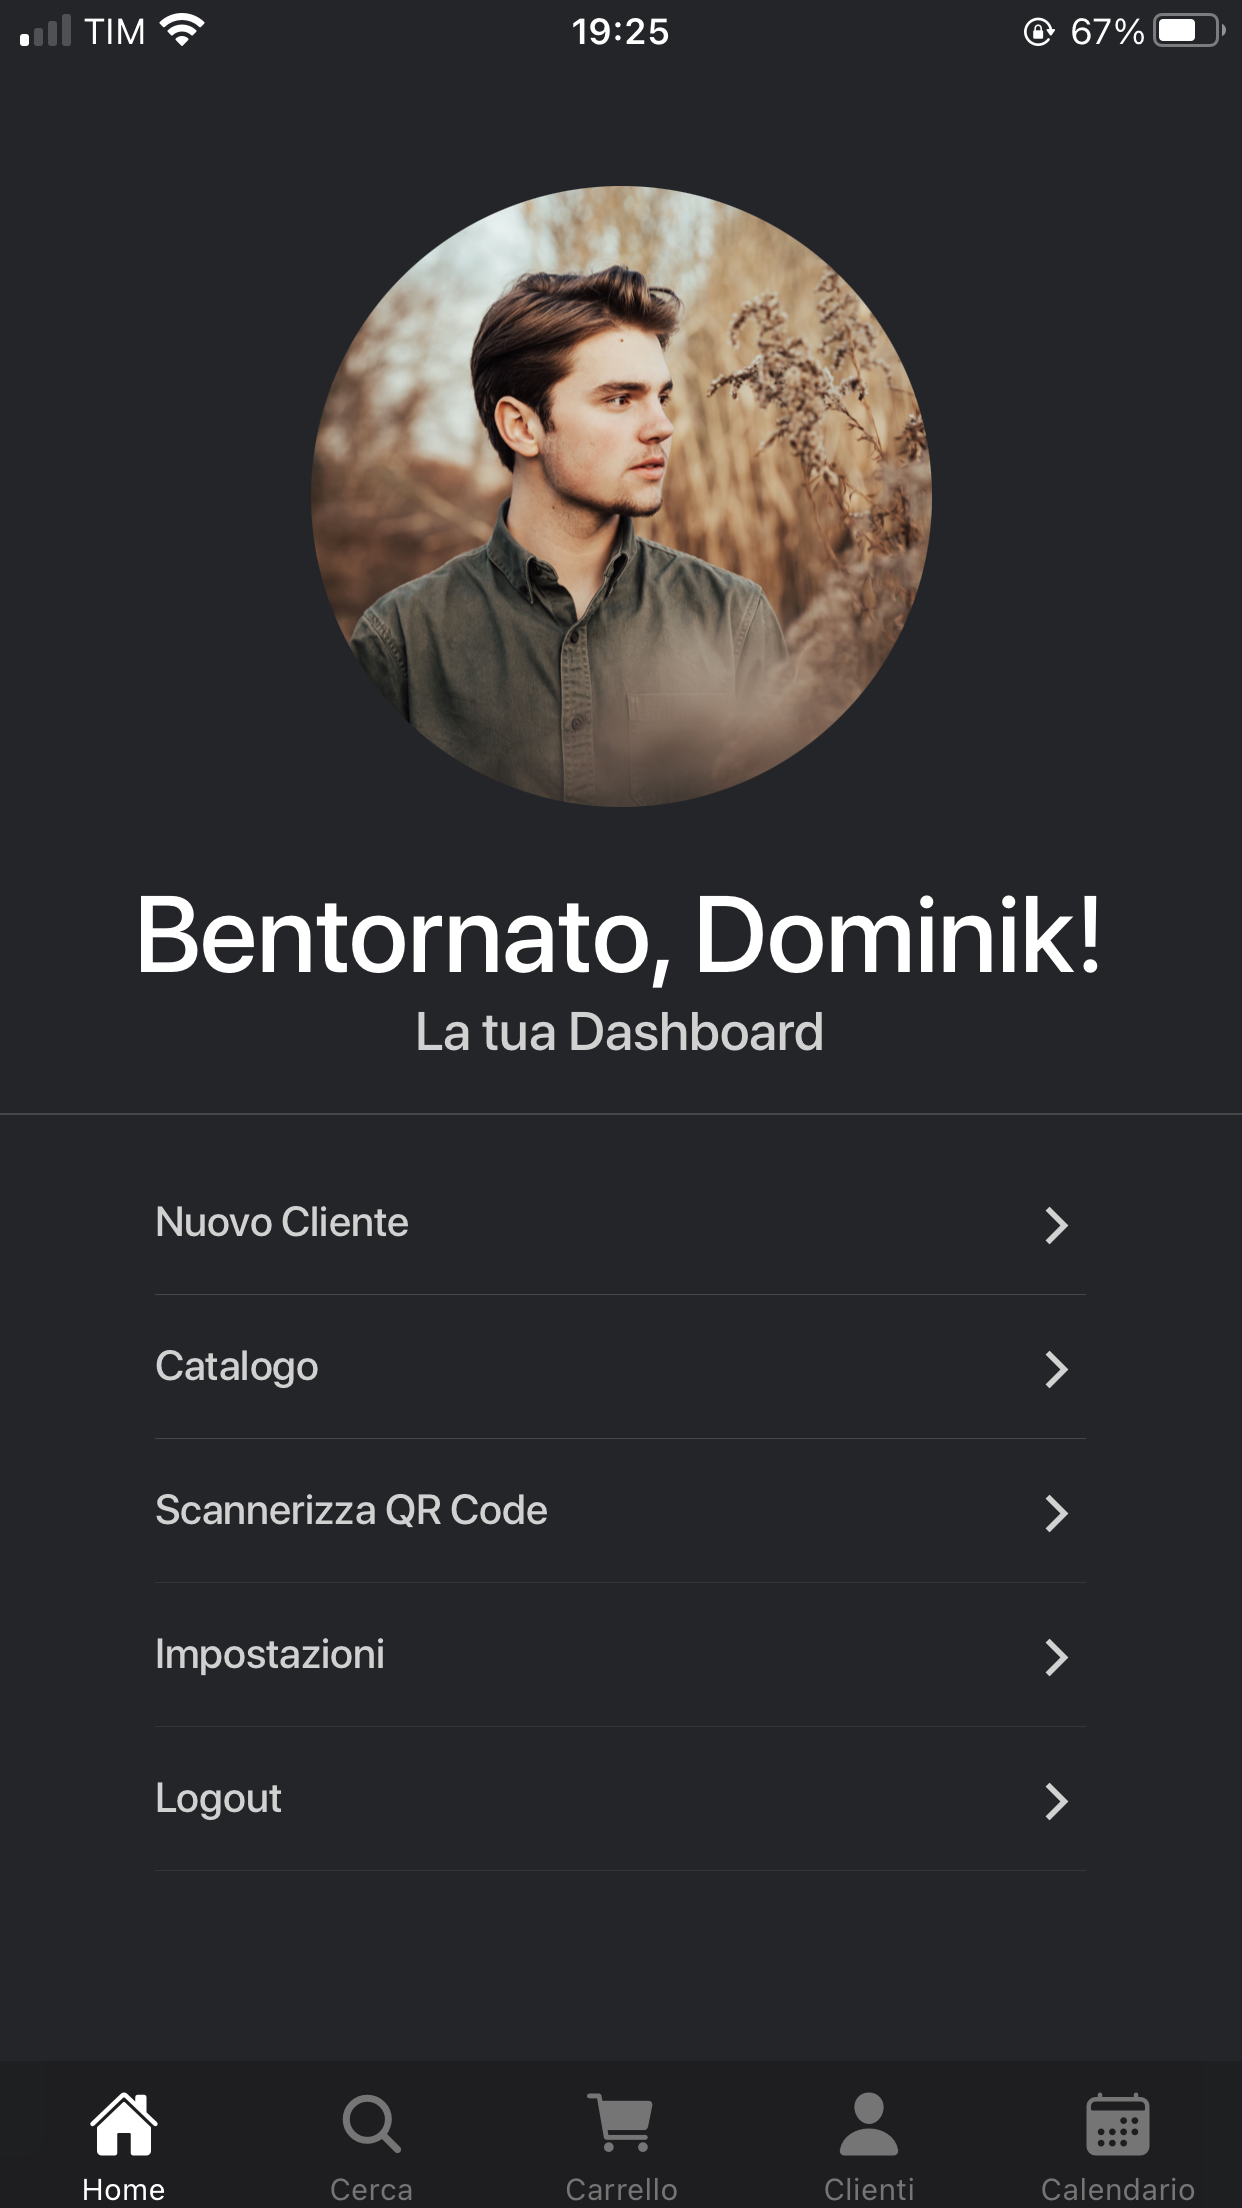 TIM 19:25 67%
Bentornato, Dominik!
La tua Dashboard
Nuovo Cliente
Catalogo
Scannerizza QR Code
Impostazioni
Logout
Home Cerca Carrello Clienti Calendario